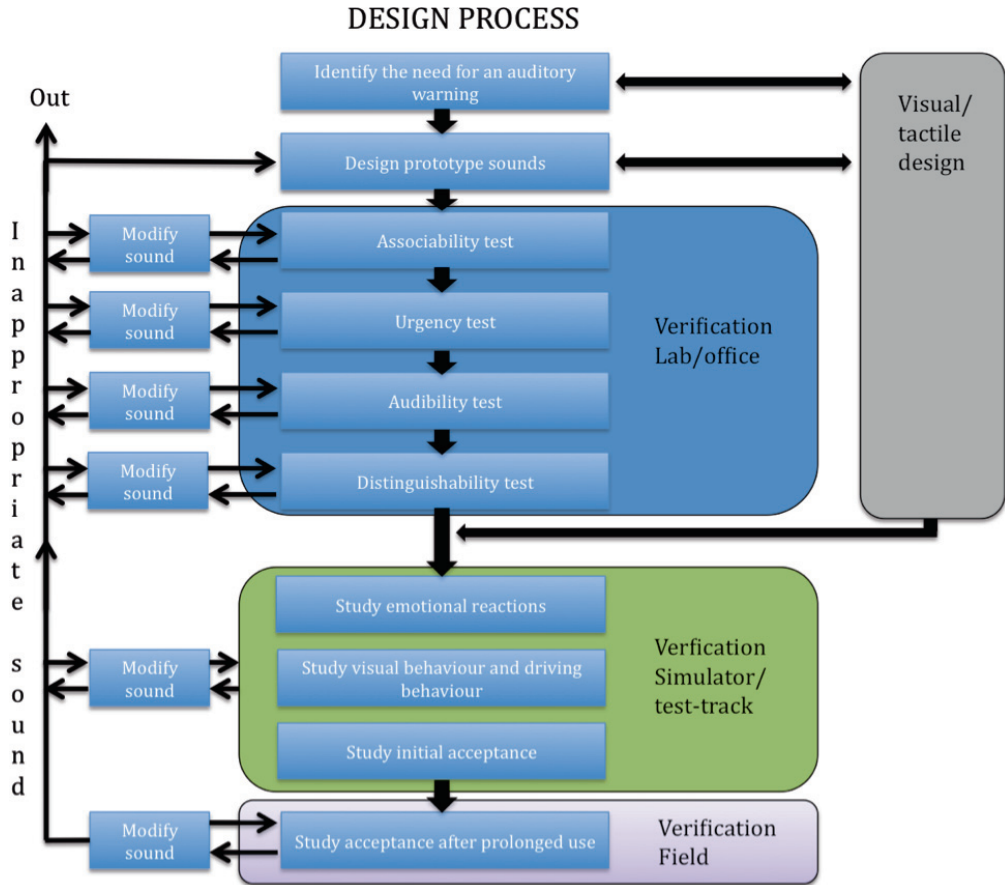 DESIGN PROCESS
Identify the need for an auditory
warning
Out
Visual/
tactile
design
Design prototype sounds
Inappropriate sound
Modify
sound
Associability test
Modify
sound
Urgency test
Verification
Lab/office
Modify
sound
Audibility test
Modify
sound
Distinguishability test
Study emotional reactions
Modify
sound
Study visual behaviour and driving
behaviour
Verfication
Simulator/
test-track
Study initial acceptance
Modify
sound
Study acceptance after prolonged use
Verification
Field